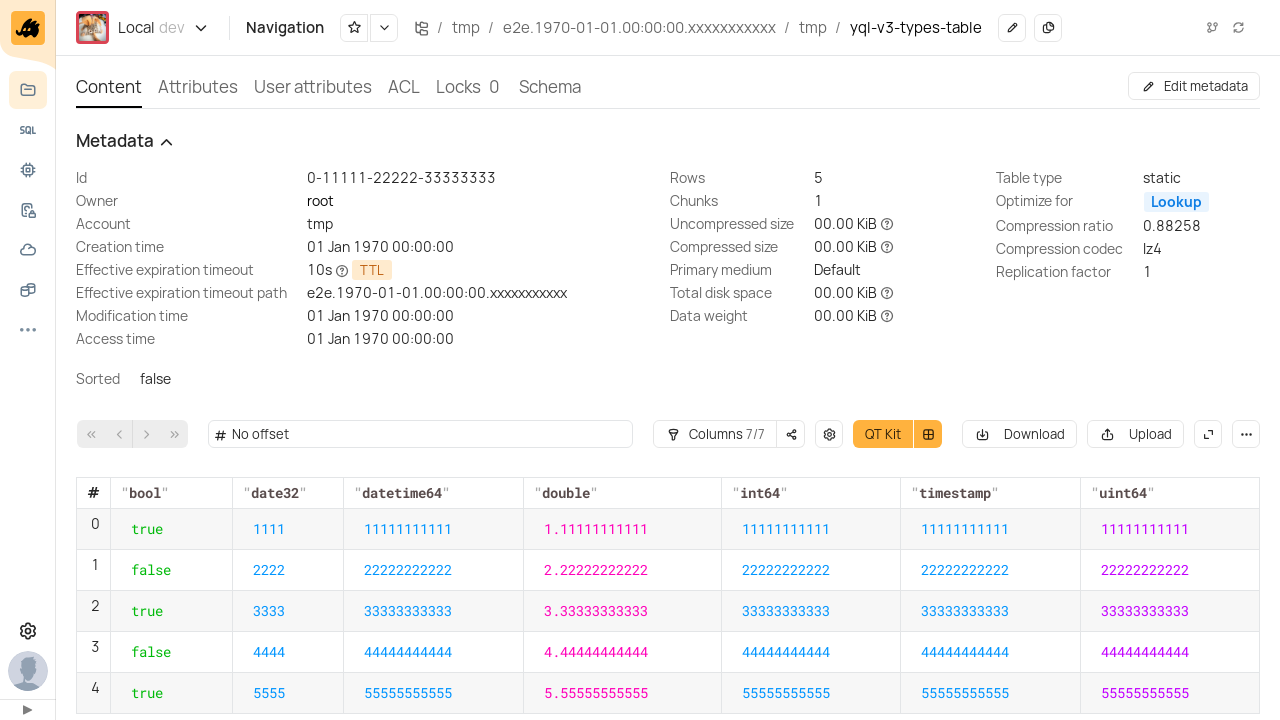 Local dev Navigation / tmp / e2e.1970-01-01.00:00:00.xxxxxxxxxxx / tmp / yql-v3-types-table
SQL
Content Attributes User attributes ACL Locks 0 Schema Edit metadata
Metadata
Id 0-11111-22222-33333333
Owner root
Account tmp
Creation time 01 Jan 1970 00:00:00
Effective expiration timeout 10s TTL
Effective expiration timeout path e2e.1970-01-01.00:00:00.xxxxxxxxxxx
Modification time 01 Jan 1970 00:00:00
Access time 01 Jan 1970 00:00:00
Rows 5
Chunks 1
Uncompressed size 00.00 KiB
Compressed size 00.00 KiB
Primary medium Default
Total disk space 00.00 KiB
Data weight 00.00 KiB
Table type static
Optimize for Lookup
Compression ratio 0.88258
Compression codec lz4
Replication factor 1
Sorted false
# No offset Columns 7/7 QT Kit Download Upload
# "bool" "date32" "datetime64" "double" "int64" "timestamp" "uint64"
0 true 1111 11111111111 1.11111111111 11111111111 11111111111 11111111111
1 false 2222 22222222222 2.22222222222 22222222222 22222222222 22222222222
2 true 3333 33333333333 3.33333333333 33333333333 33333333333 33333333333
3 false 4444 44444444444 4.44444444444 44444444444 44444444444 44444444444
4 true 5555 55555555555 5.55555555555 55555555555 55555555555 55555555555